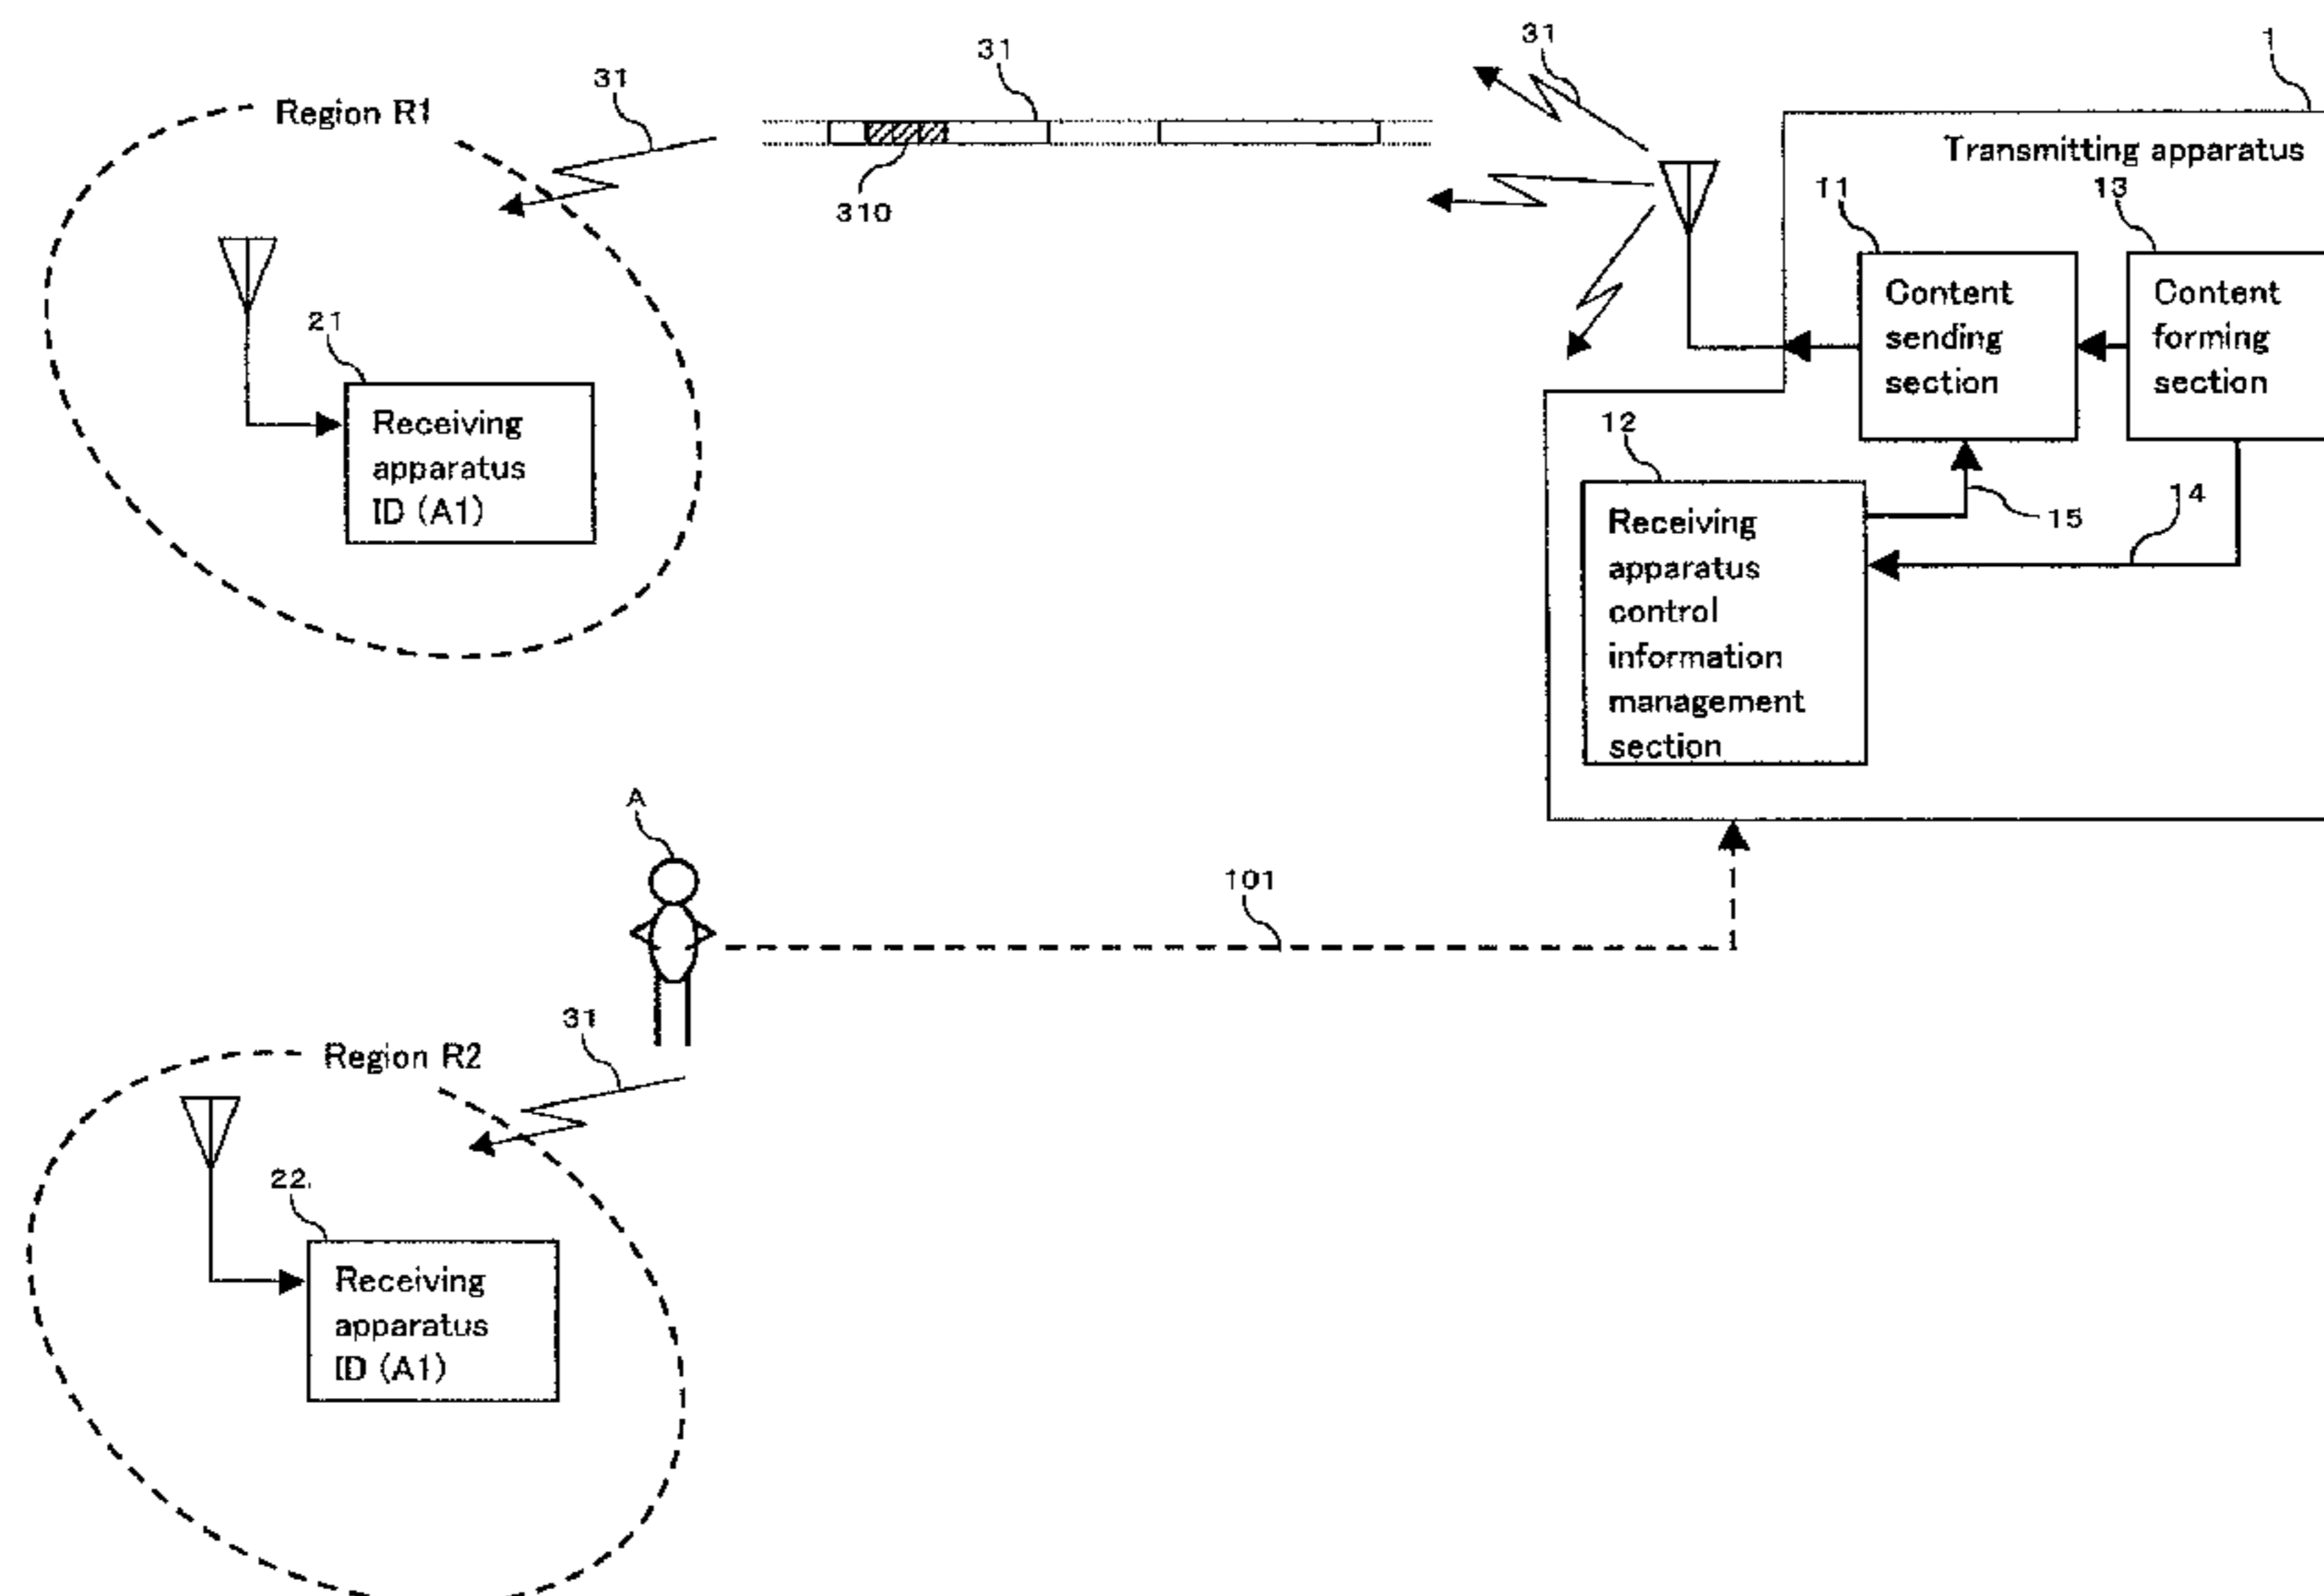 31
31
31
1
Region R1
310
Transmitting apparatus
11
13
Content
sending
section
Content
forming
section
21
Receiving
apparatus
ID (A1)
12
Receiving
apparatus
control
information
management
section
15
14
A
101
31
Region R2
22
Receiving
apparatus
ID (A1)